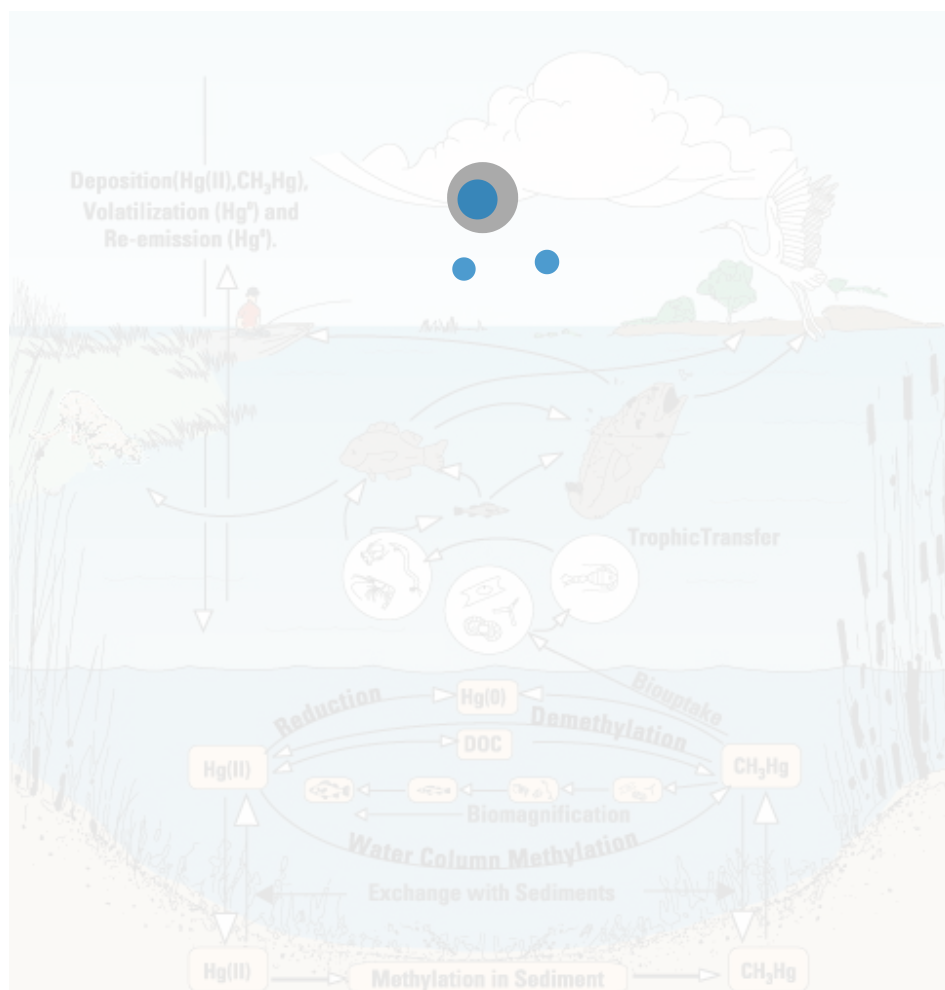 Deposition(Hg(II),CH₃Hg),
Volatilization (Hg⁰) and
Re-emission (Hg⁰).
TrophicTransfer
Biouptake
Reduction
Hg(0)
Demethylation
DOC
Hg(II)
CH₃Hg
Biomagnification
Water Column Methylation
Exchange with Sediments
Hg(II)
Methylation in Sediment
CH₃Hg